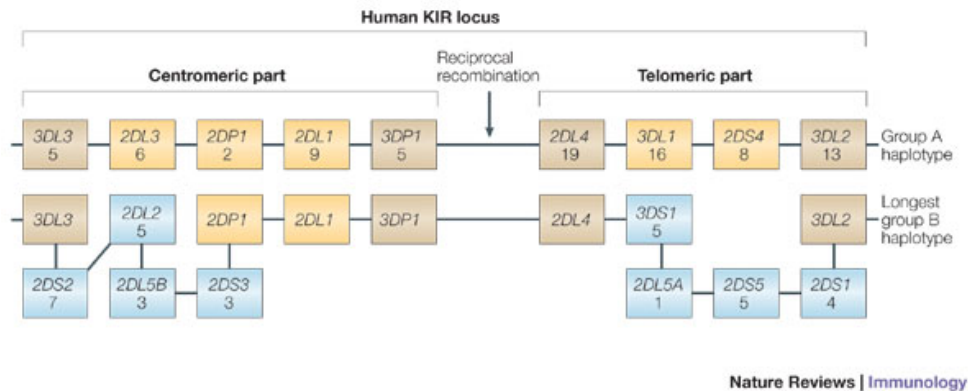 Human KIR locus
Centromeric part
Reciprocal
recombination
Telomeric part
3DL3
5
2DL3
6
2DP1
2
2DL1
9
3DP1
5
2DL4
19
3DL1
16
2DS4
8
3DL2
13
Group A
haplotype
3DL3
2DL2
5
2DP1
2DL1
3DP1
2DL4
3DS1
5
3DL2
Longest
group B
haplotype
2DS2
7
2DL5B
3
2DS3
3
2DL5A
1
2DS5
5
2DS1
4
Nature Reviews | Immunology